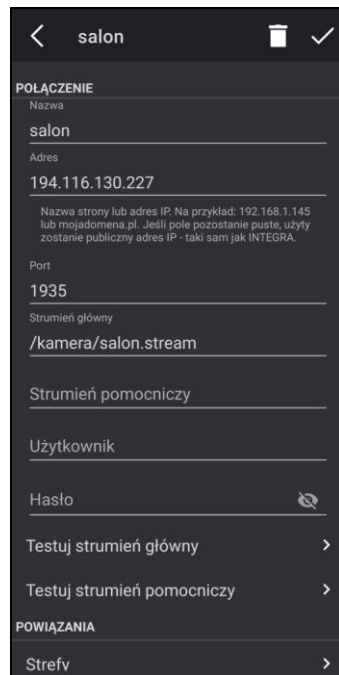 salon
POŁĄCZENIE
Nazwa
salon
Adres
194.116.130.227
Nazwa strony lub adres IP. Na przykład: 192.168.1.145
lub mojadomena.pl. Jeśli pole pozostanie puste, użyty
zostanie publiczny adres IP - taki sam jak INTEGRA.
Port
1935
Strumień główny
/kamera/salon.stream
Strumień pomocniczy
Użytkownik
Hasło
Testuj strumień główny
Testuj strumień pomocniczy
POWIĄZANIA
Strefy